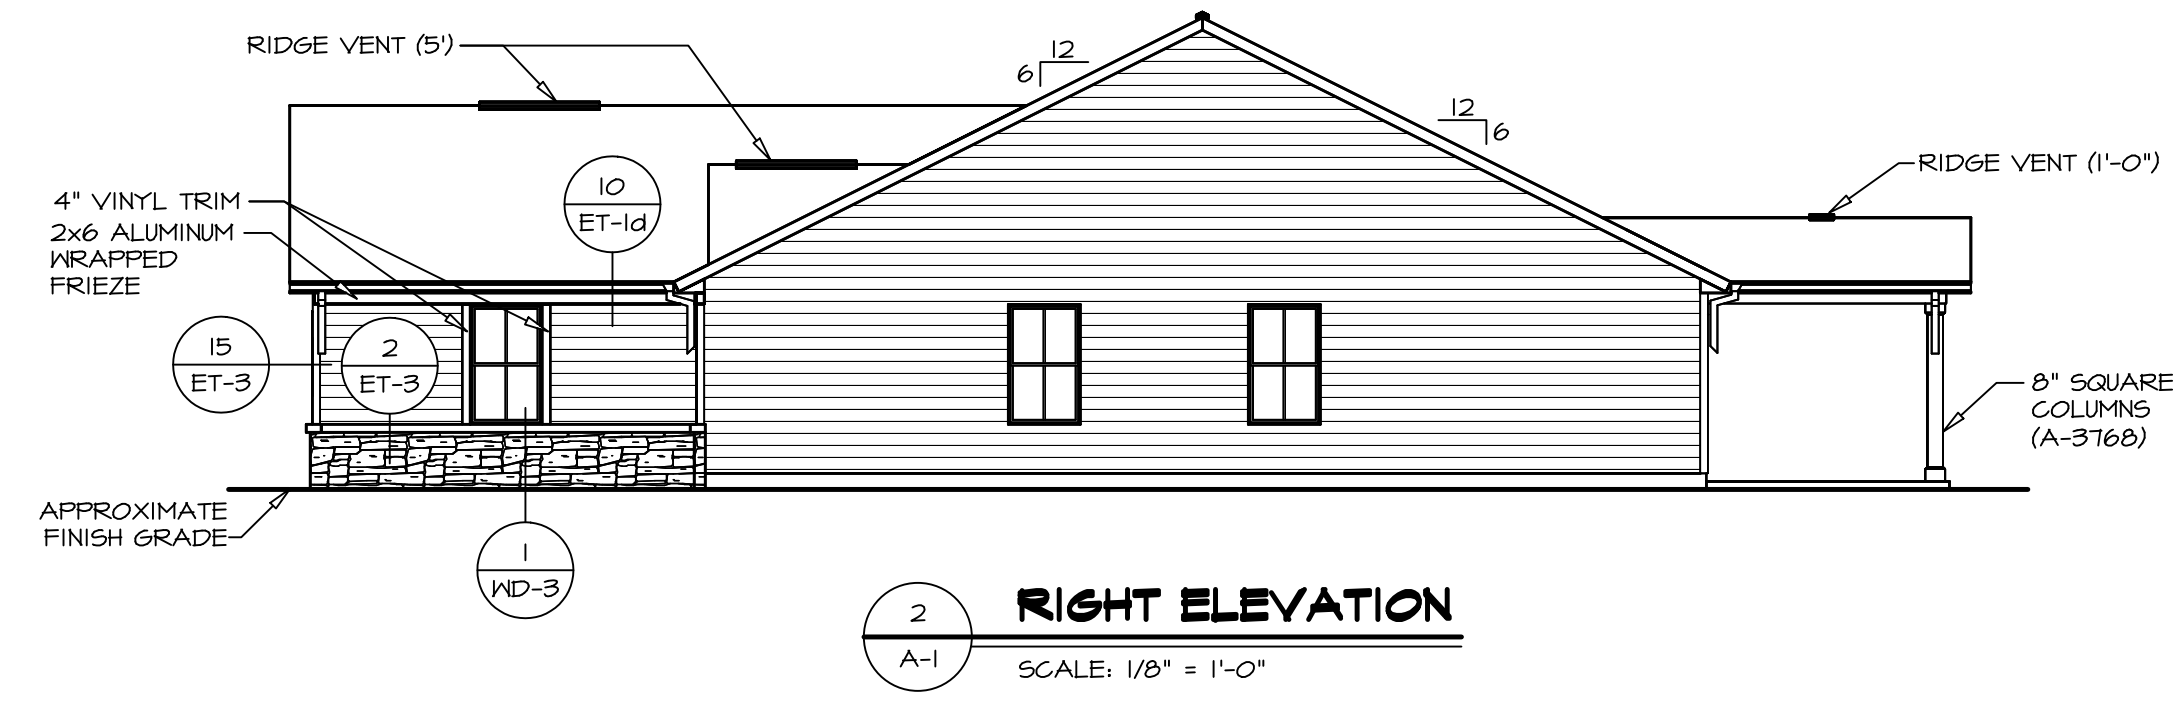 RIDGE VENT (5')
12
6
12
6
RIDGE VENT (1'-0")
10
ET-1d
4" VINYL TRIM
2x6 ALUMINUM
WRAPPED
FRIEZE
15
ET-3
2
ET-3
8" SQUARE
COLUMNS
(A-3768)
APPROXIMATE
FINISH GRADE
1
WD-3
2
A-1
RIGHT ELEVATION
SCALE: 1/8" = 1'-0"